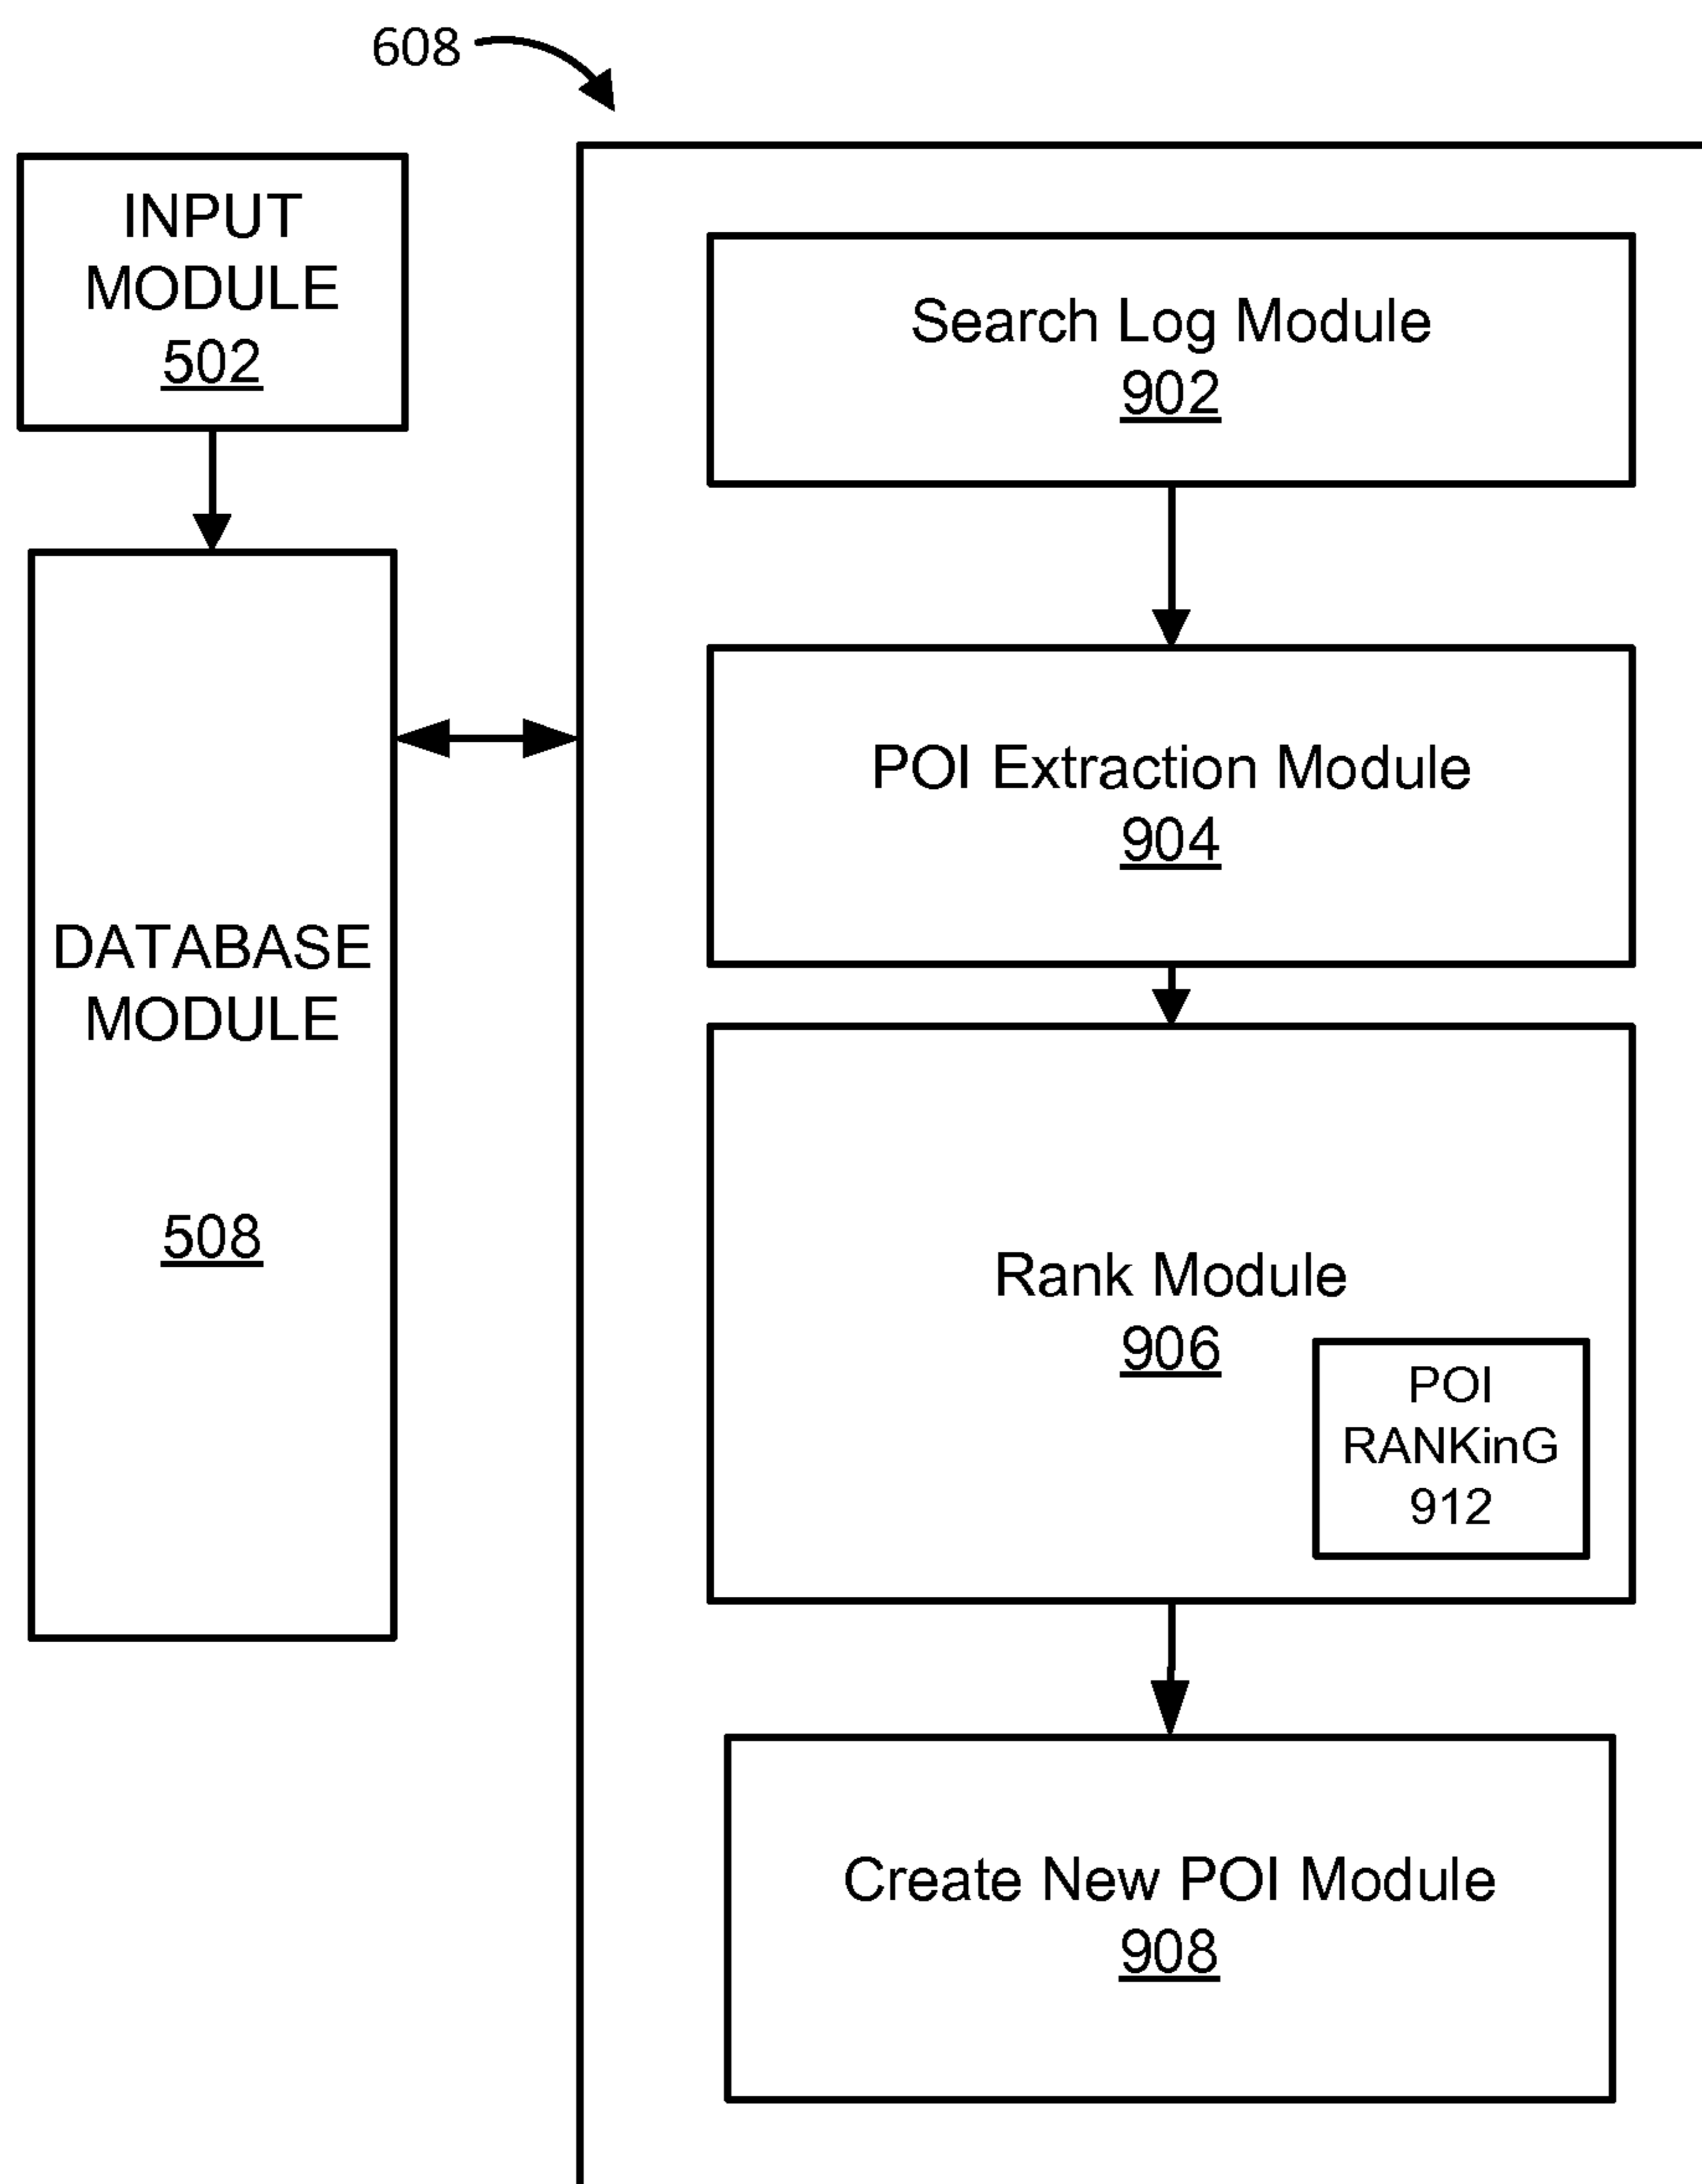 608
INPUT
MODULE
502
DATABASE
MODULE
508
Search Log Module
902
POI Extraction Module
904
Rank Module
906
POI
RANKinG
912
Create New POI Module
908